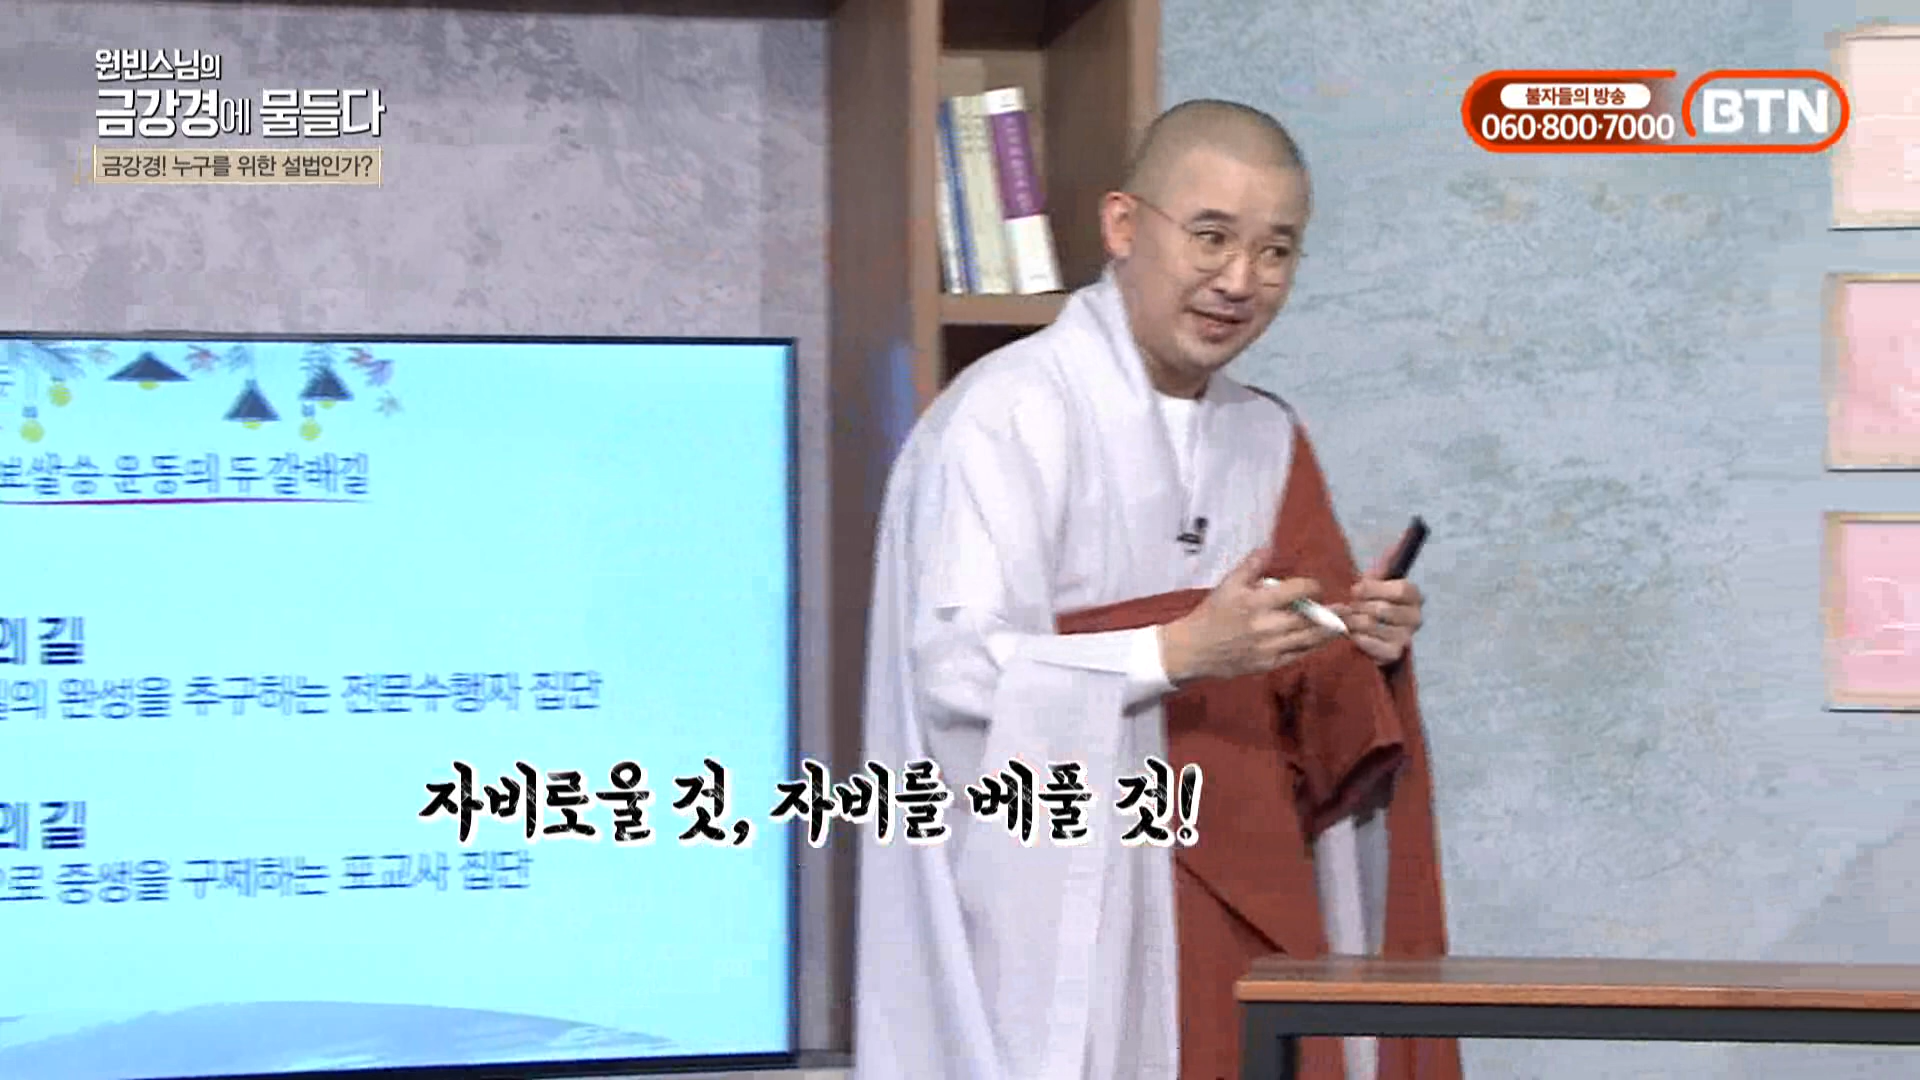 원빈스님의
금강경에 물들다
금강경! 누구를 위한 설법인가?
불자들의 방송
060·800·7000
BTN
보쌀승 운동의 두 갈래길
의 길
의 완성을 추구하는 전문수행자 집단
의 길
으로 중생을 구제하는 포교사 집단
자비로울 것, 자비를 베풀 것!